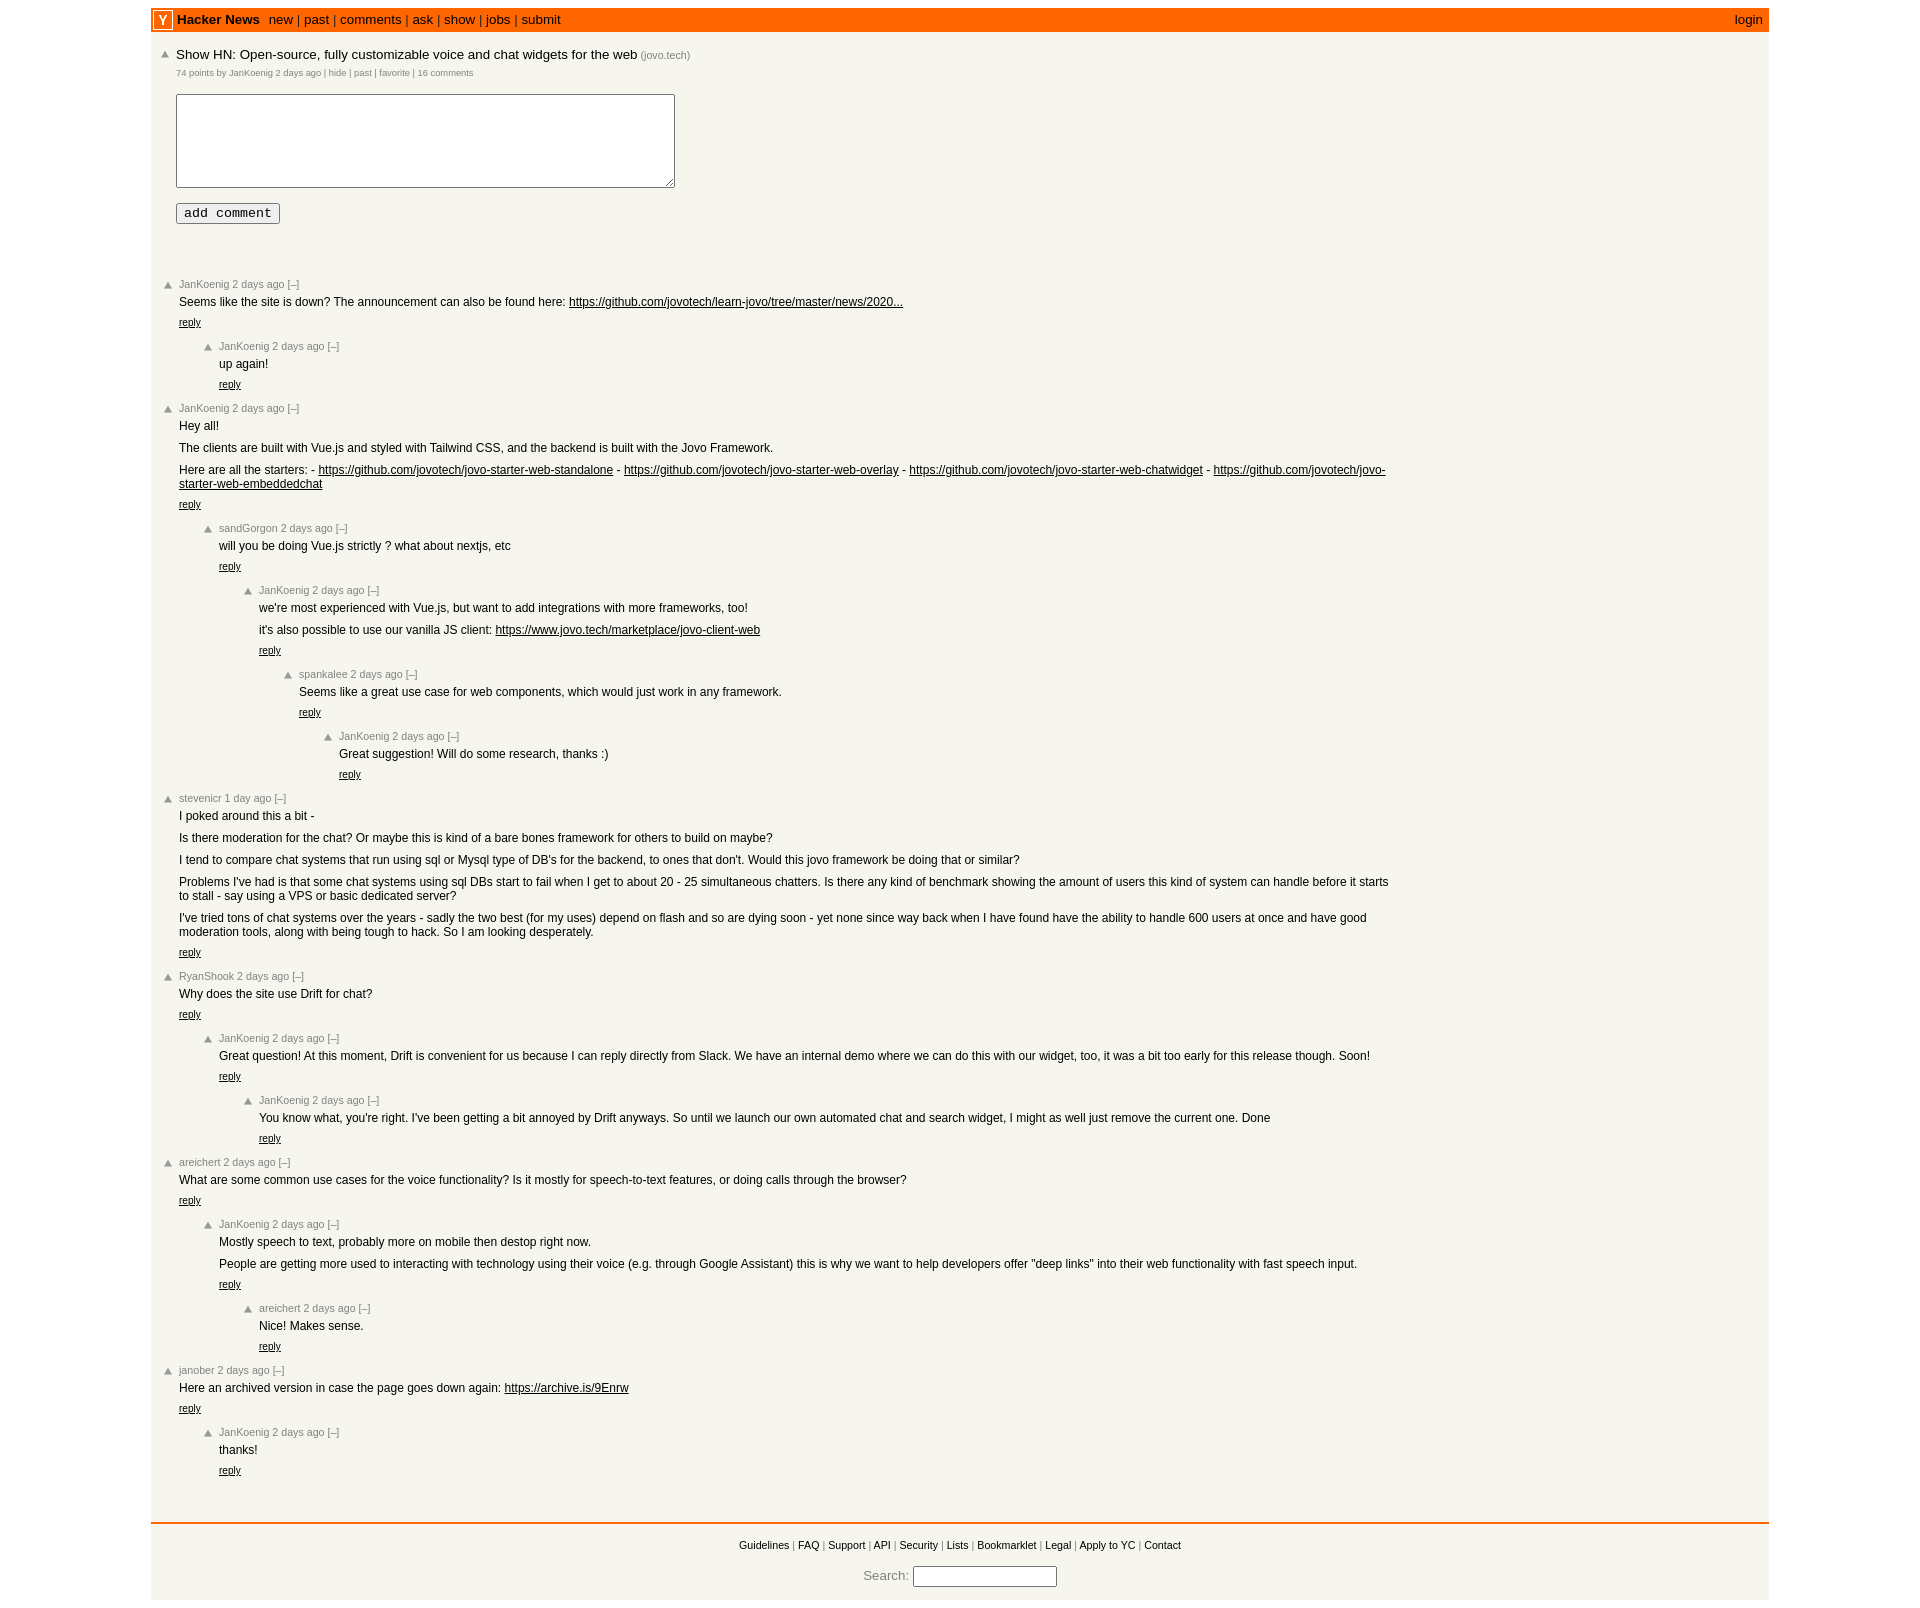 Y Hacker News new | past | comments | ask | show | jobs | submit login
Show HN: Open-source, fully customizable voice and chat widgets for the web (jovo.tech)
74 points by JanKoenig 2 days ago | hide | past | favorite | 16 comments
add comment
JanKoenig 2 days ago [–]
Seems like the site is down? The announcement can also be found here: https://github.com/jovotech/learn-jovo/tree/master/news/2020...
reply
JanKoenig 2 days ago [–]
up again!
reply
JanKoenig 2 days ago [–]
Hey all!
The clients are built with Vue.js and styled with Tailwind CSS, and the backend is built with the Jovo Framework.
Here are all the starters: - https://github.com/jovotech/jovo-starter-web-standalone - https://github.com/jovotech/jovo-starter-web-overlay - https://github.com/jovotech/jovo-starter-web-chatwidget - https://github.com/jovotech/jovo-
starter-web-embeddedchat
reply
sandGorgon 2 days ago [–]
will you be doing Vue.js strictly ? what about nextjs, etc
reply
JanKoenig 2 days ago [–]
we're most experienced with Vue.js, but want to add integrations with more frameworks, too!
it's also possible to use our vanilla JS client: https://www.jovo.tech/marketplace/jovo-client-web
reply
spankalee 2 days ago [–]
Seems like a great use case for web components, which would just work in any framework.
reply
JanKoenig 2 days ago [–]
Great suggestion! Will do some research, thanks :)
reply
stevenicr 1 day ago [–]
I poked around this a bit -
Is there moderation for the chat? Or maybe this is kind of a bare bones framework for others to build on maybe?
I tend to compare chat systems that run using sql or Mysql type of DB's for the backend, to ones that don't. Would this jovo framework be doing that or similar?
Problems I've had is that some chat systems using sql DBs start to fail when I get to about 20 - 25 simultaneous chatters. Is there any kind of benchmark showing the amount of users this kind of system can handle before it starts
to stall - say using a VPS or basic dedicated server?
I've tried tons of chat systems over the years - sadly the two best (for my uses) depend on flash and so are dying soon - yet none since way back when I have found have the ability to handle 600 users at once and have good
moderation tools, along with being tough to hack. So I am looking desperately.
reply
RyanShook 2 days ago [–]
Why does the site use Drift for chat?
reply
JanKoenig 2 days ago [–]
Great question! At this moment, Drift is convenient for us because I can reply directly from Slack. We have an internal demo where we can do this with our widget, too, it was a bit too early for this release though. Soon!
reply
JanKoenig 2 days ago [–]
You know what, you're right. I've been getting a bit annoyed by Drift anyways. So until we launch our own automated chat and search widget, I might as well just remove the current one. Done
reply
areichert 2 days ago [–]
What are some common use cases for the voice functionality? Is it mostly for speech-to-text features, or doing calls through the browser?
reply
JanKoenig 2 days ago [–]
Mostly speech to text, probably more on mobile then destop right now.
People are getting more used to interacting with technology using their voice (e.g. through Google Assistant) this is why we want to help developers offer "deep links" into their web functionality with fast speech input.
reply
areichert 2 days ago [–]
Nice! Makes sense.
reply
janober 2 days ago [–]
Here an archived version in case the page goes down again: https://archive.is/9Enrw
reply
JanKoenig 2 days ago [–]
thanks!
reply
Guidelines | FAQ | Support | API | Security | Lists | Bookmarklet | Legal | Apply to YC | Contact
Search: